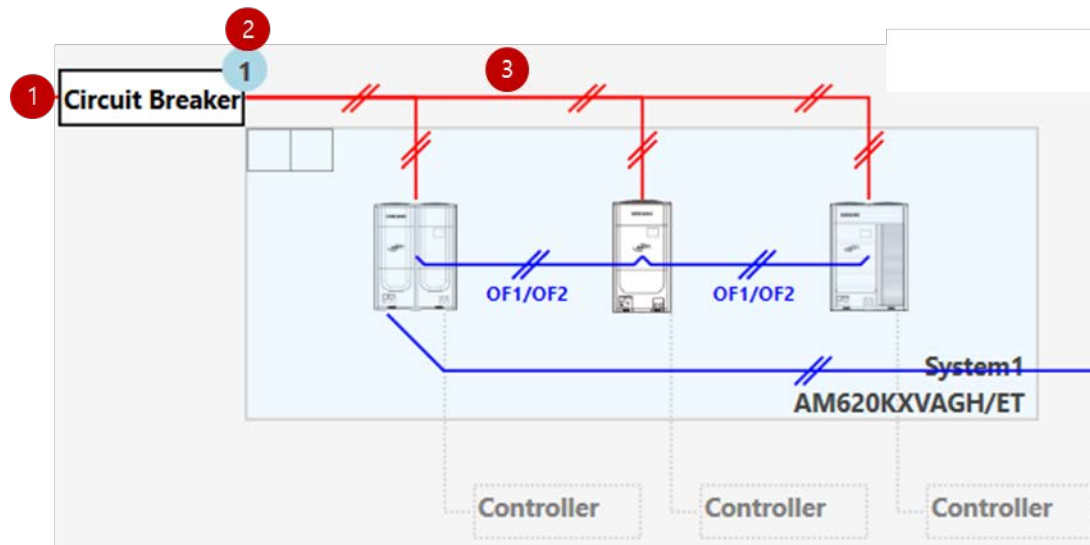 2
1
1
Circuit Breaker
3
OF1/OF2
OF1/OF2
System1
AM620KXVAGH/ET
Controller
Controller
Controller